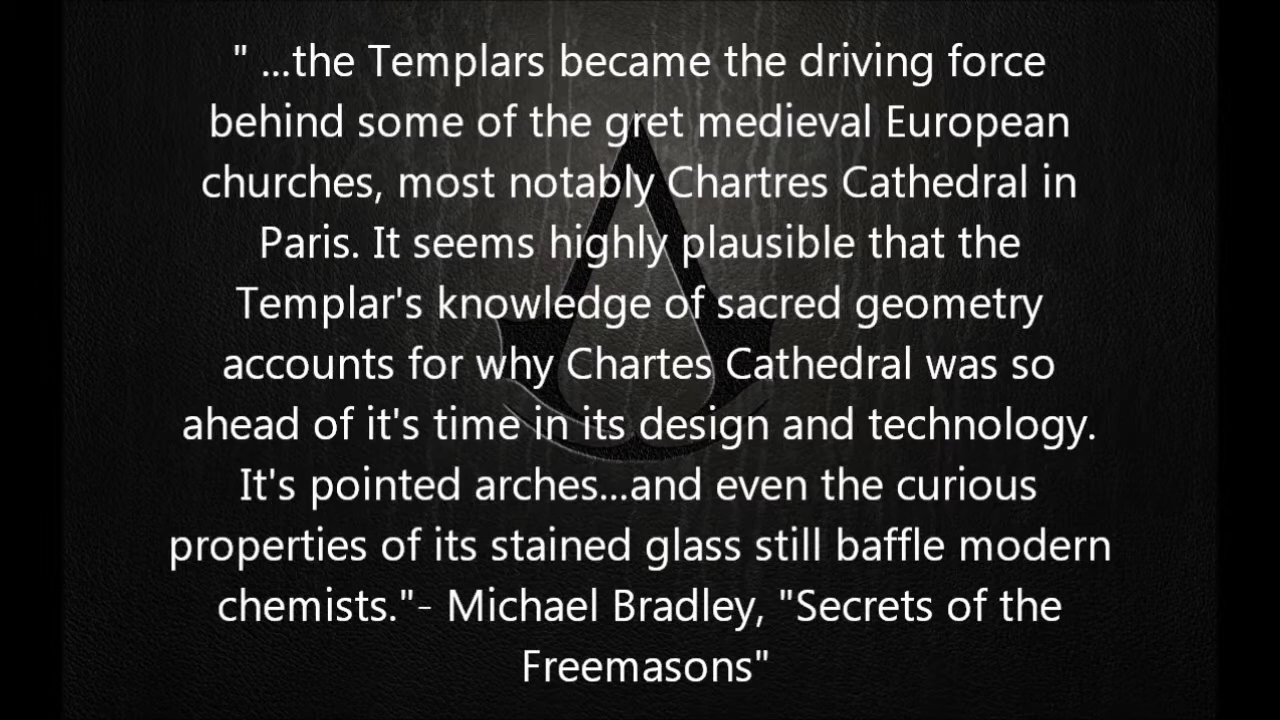 " ...the Templars became the driving force
behind some of the gret medieval European
churches, most notably Chartres Cathedral in
Paris. It seems highly plausible that the
Templar's knowledge of sacred geometry
accounts for why Chartes Cathedral was so
ahead of it's time in its design and technology.
It's pointed arches...and even the curious
properties of its stained glass still baffle modern
chemists."- Michael Bradley, "Secrets of the
Freemasons"